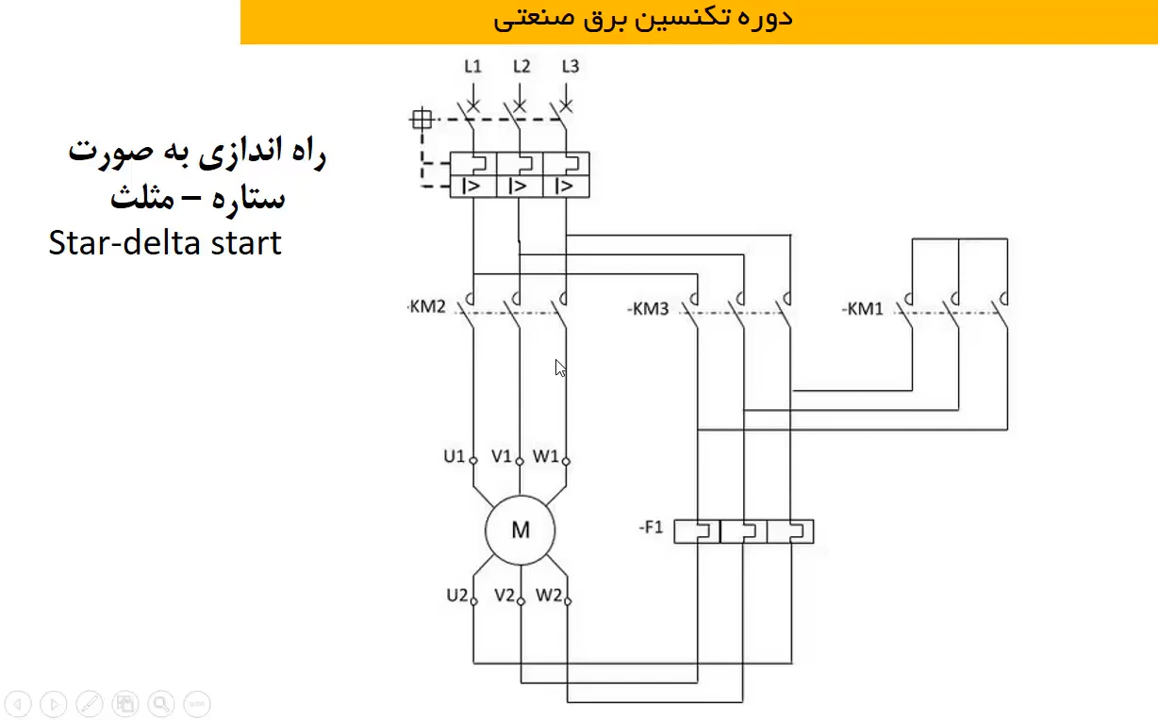 دوره تکنسین برق صنعتی
راه اندازی به صورت
ستاره – مثلث
Star-delta start
L1 L2 L3
I> I> I>
-KM2 -KM3 -KM1
U1 V1 W1
M
-F1
U2 V2 W2